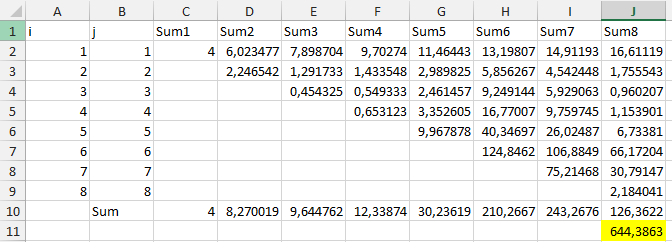 A B C D E F G H I J
1 i j Sum1 Sum2 Sum3 Sum4 Sum5 Sum6 Sum7 Sum8
2 1 1 4 6,023477 7,898704 9,70274 11,46443 13,19807 14,91193 16,61119
3 2 2 2,246542 1,291733 1,433548 2,989825 5,856267 4,542448 1,755543
4 3 3 0,454325 0,549333 2,461457 9,249144 5,929063 0,960207
5 4 4 0,653123 3,352605 16,77007 9,759745 1,153901
6 5 5 9,967878 40,34697 26,02487 6,73381
7 6 6 124,8462 106,8849 66,17204
8 7 7 75,21468 30,79147
9 8 8 2,184041
10 Sum 4 8,270019 9,644762 12,33874 30,23619 210,2667 243,2676 126,3622
11 644,3863